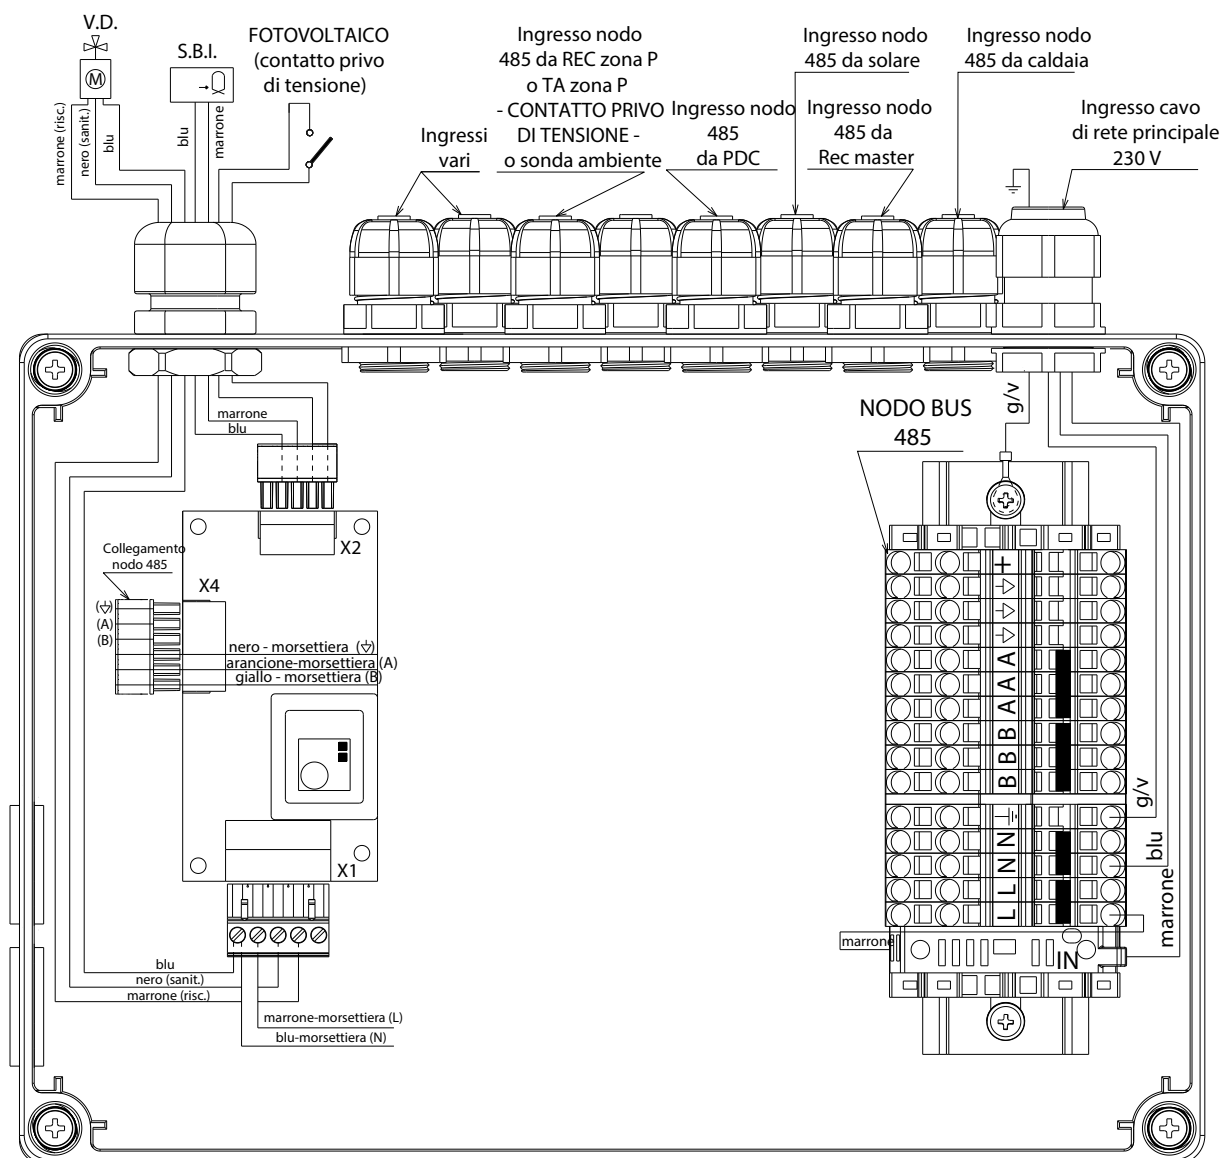 V.D.
M
marrone (risc.)
nero (sanit.)
blu
S.B.I.
blu
marrone
FOTOVOLTAICO
(contatto privo
di tensione)
Ingressi
vari
Ingresso nodo
485 da REC zona P
o TA zona P
- CONTATTO PRIVO
DI TENSIONE -
o sonda ambiente
Ingresso nodo
485
da PDC
Ingresso nodo
485 da solare
Ingresso nodo
485 da
Rec master
Ingresso nodo
485 da caldaia
Ingresso cavo
di rete principale
230 V
marrone
blu
X2
Collegamento
nodo 485
X4
(A)
(B)
nero - morsettiera
arancione-morsettiera (A)
giallo - morsettiera (B)
X1
blu
nero (sanit.)
marrone (risc.)
marrone-morsettiera (L)
blu-morsettiera (N)
NODO BUS
485
g/v
+
A
A
A
B
B
B
N
N
L
L
g/v
blu
marrone
marrone
IN